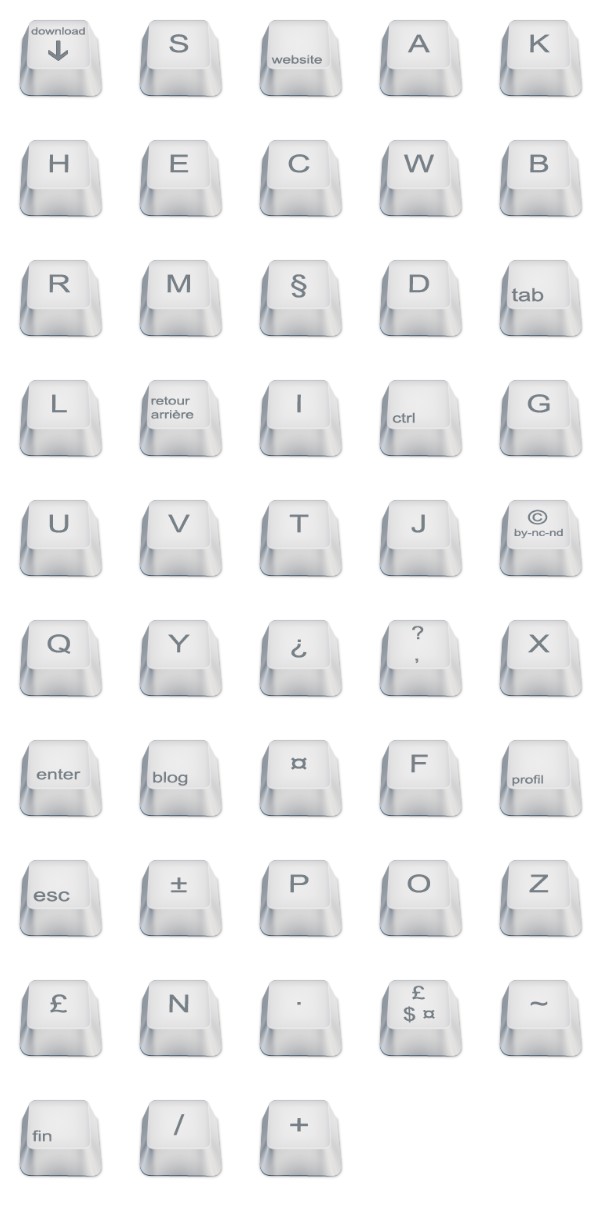 download
↓
S
website
A
K
H
E
C
W
B
R
M
§
D
tab
L
retour
arrière
I
ctrl
G
U
V
T
J
©
by-nc-nd
Q
Y
¿
?
,
X
enter
blog
¤
F
profil
esc
±
P
O
Z
£
N
·
£
$ ¤
~
fin
/
+